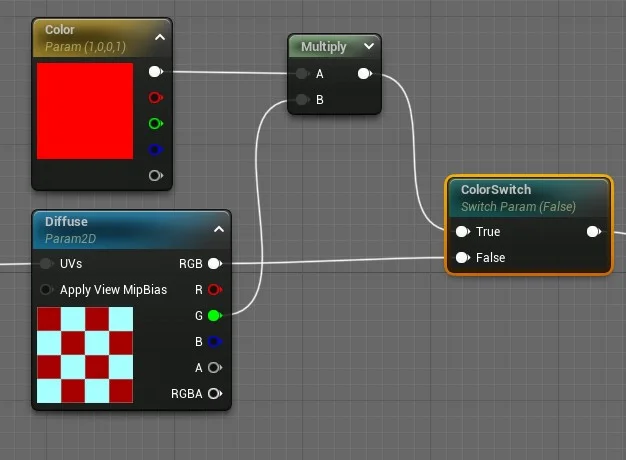 Color
Param (1,0,0,1)
Multiply
A
B
ColorSwitch
Switch Param (False)
True
False
Diffuse
Param2D
UVs RGB
Apply View MipBias R
G
B
A
RGBA